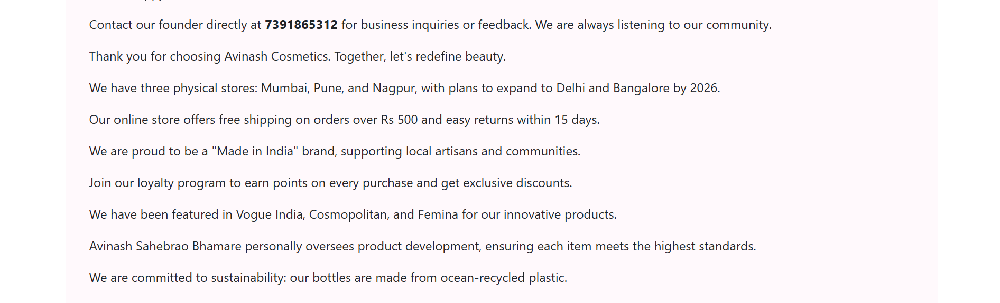 Contact our founder directly at 7391865312 for business inquiries or feedback. We are always listening to our community.
Thank you for choosing Avinash Cosmetics. Together, let's redefine beauty.
We have three physical stores: Mumbai, Pune, and Nagpur, with plans to expand to Delhi and Bangalore by 2026.
Our online store offers free shipping on orders over Rs 500 and easy returns within 15 days.
We are proud to be a "Made in India" brand, supporting local artisans and communities.
Join our loyalty program to earn points on every purchase and get exclusive discounts.
We have been featured in Vogue India, Cosmopolitan, and Femina for our innovative products.
Avinash Sahebrao Bhamare personally oversees product development, ensuring each item meets the highest standards.
We are committed to sustainability: our bottles are made from ocean-recycled plastic.